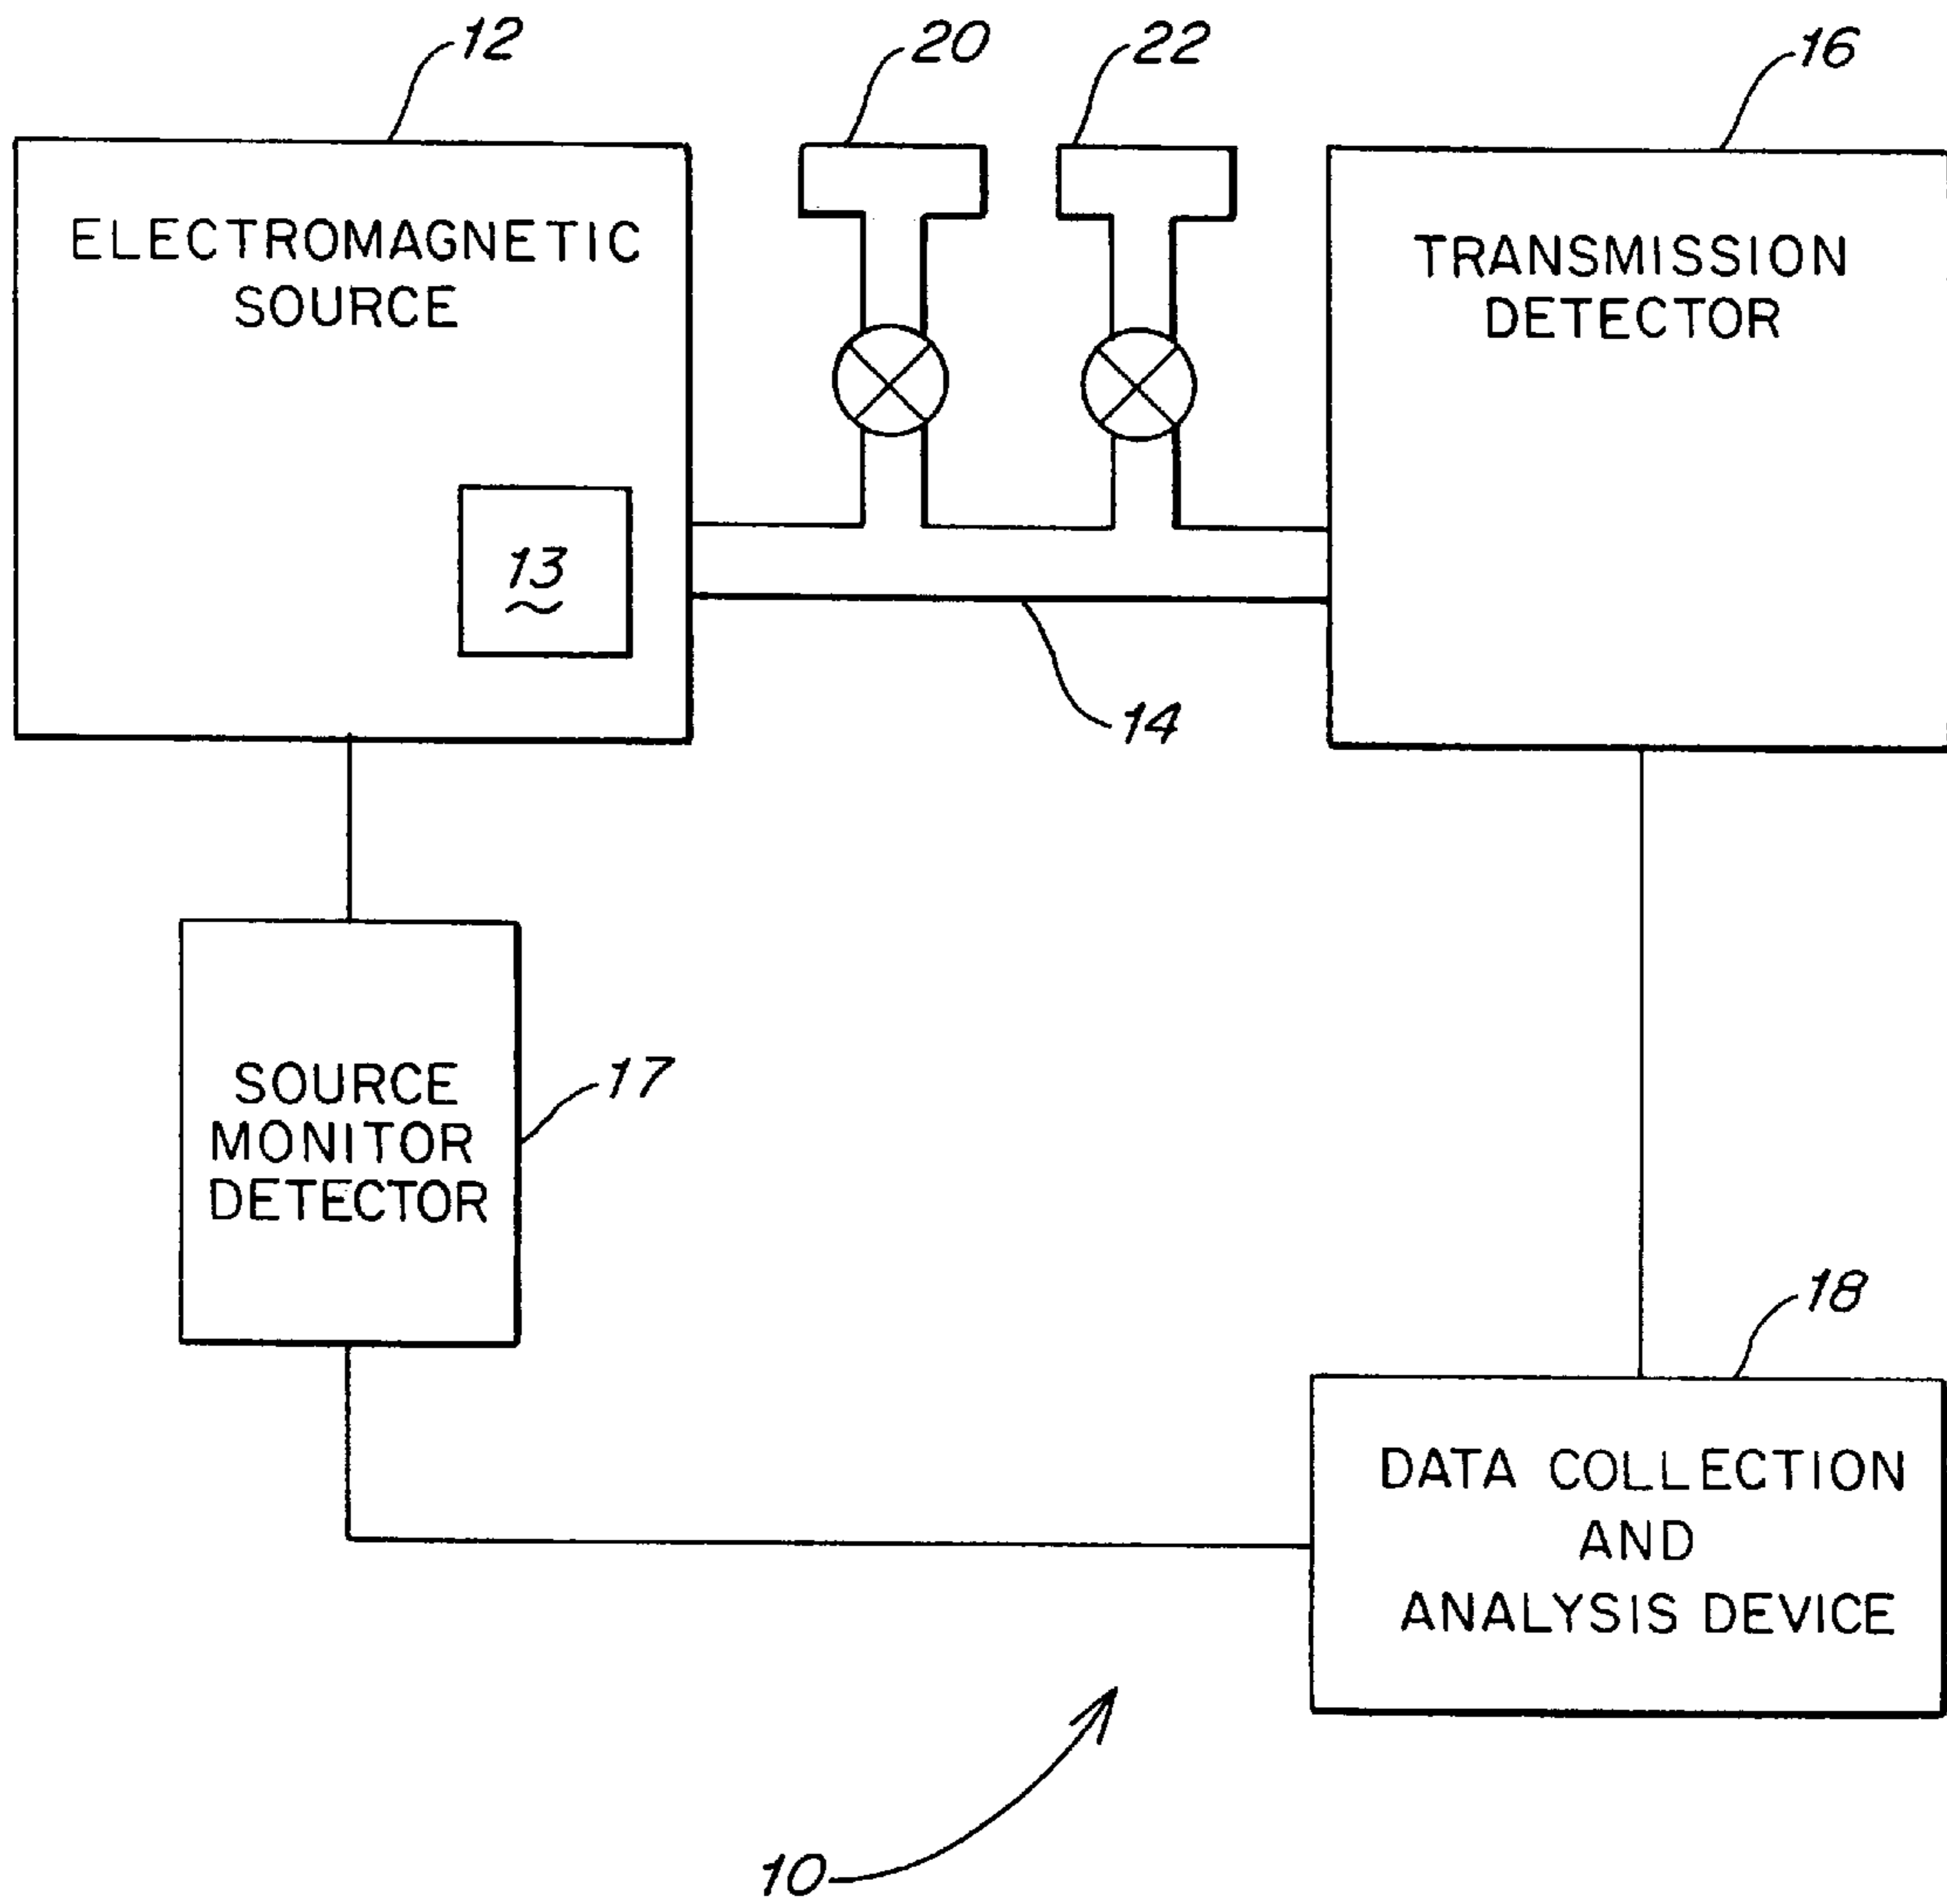 12
20
22
16
ELECTROMAGNETIC
SOURCE
TRANSMISSION
DETECTOR
13
14
SOURCE
MONITOR
DETECTOR
17
18
DATA COLLECTION
AND
ANALYSIS DEVICE
10